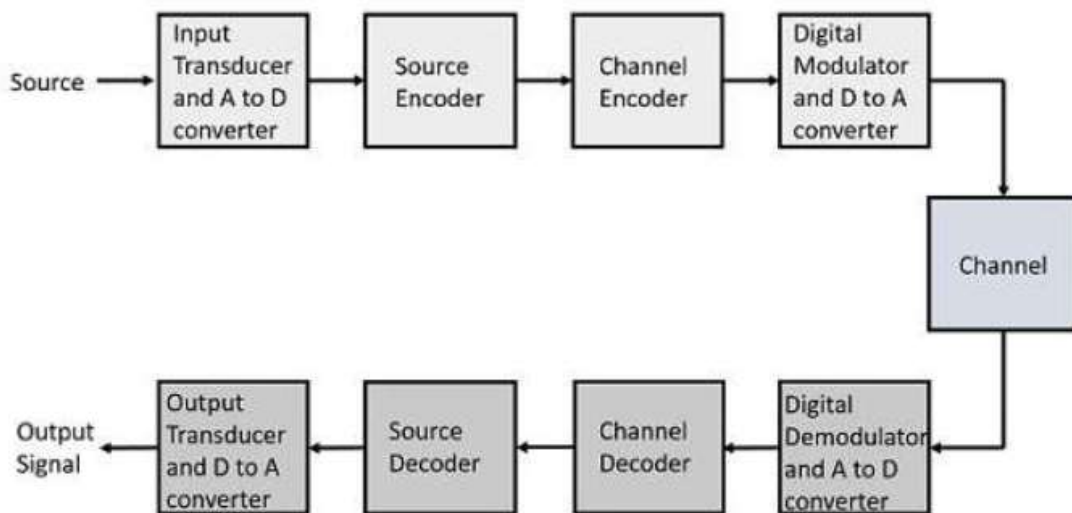 Source
Input
Transducer
and A to D
converter
Source
Encoder
Channel
Encoder
Digital
Modulator
and D to A
converter
Channel
Output
Signal
Output
Transducer
and D to A
converter
Source
Decoder
Channel
Decoder
Digital
Demodulator
and A to D
converter